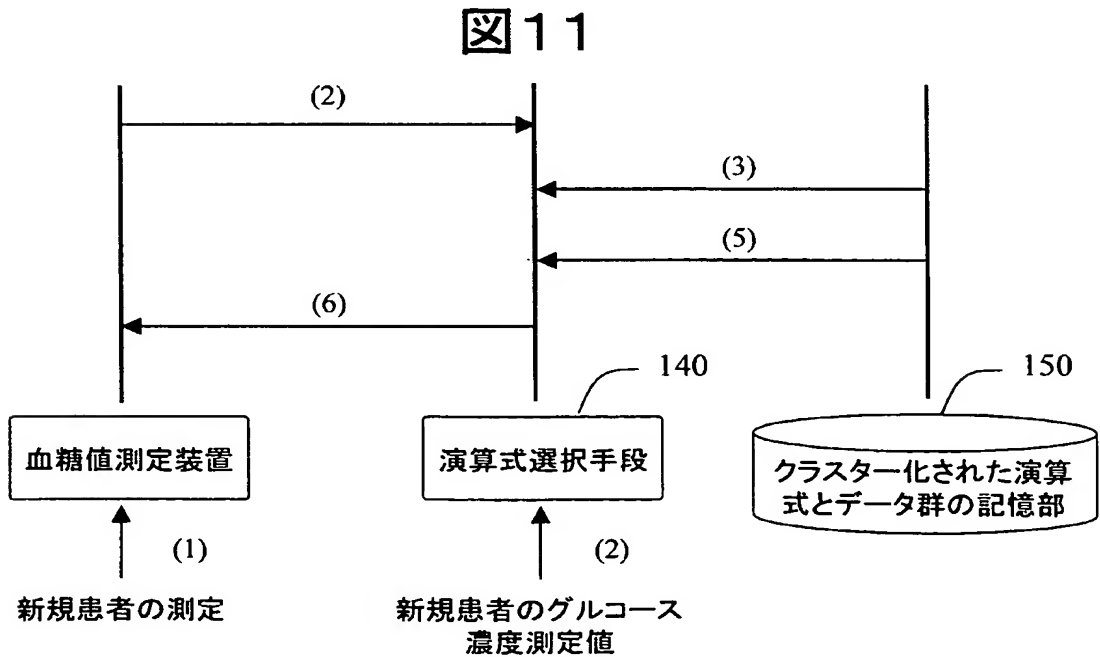 図11
(2)
(3)
(5)
(6)
140
150
血糖値測定装置
演算式選択手段
クラスター化された演算
式とデータ群の記憶部
(1)
(2)
新規患者の測定
新規患者のグルコース
濃度測定値